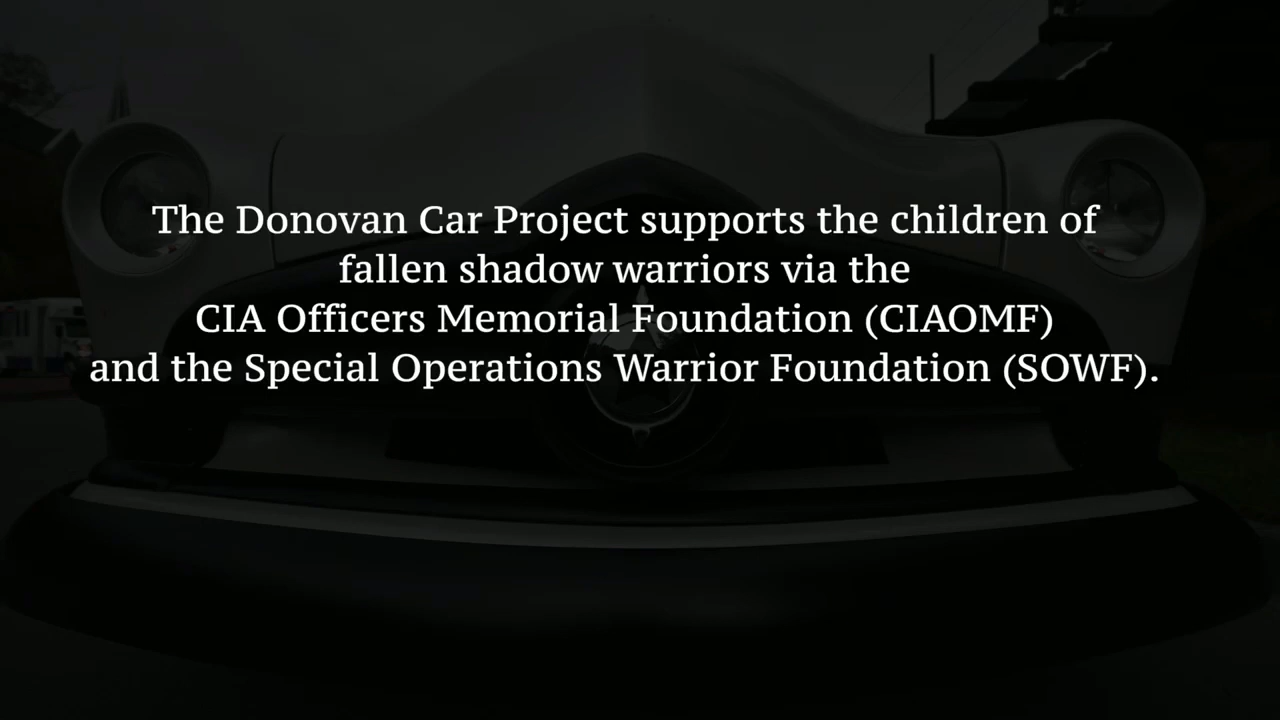 The Donovan Car Project supports the children of
fallen shadow warriors via the
CIA Officers Memorial Foundation (CIAOMF)
and the Special Operations Warrior Foundation (SOWF).